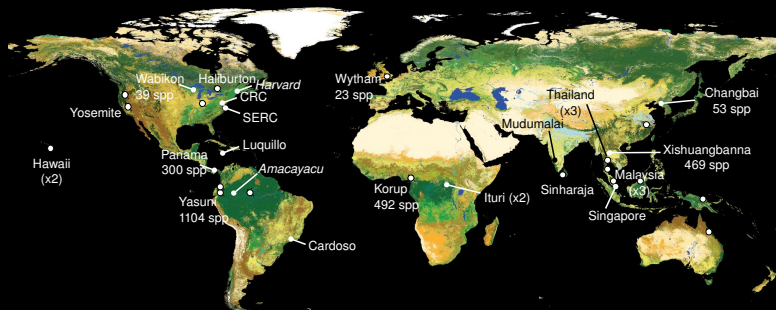 Wabikon
39 spp
Haliburton
Harvard
CRC
SERC
Yosemite
Hawaii
(x2)
Panama
300 spp
Luquillo
Amacayacu
Yasuni
1104 spp
Cardoso
Wytham
23 spp
Korup
492 spp
Ituri (x2)
Thailand
(x3)
Mudumalai
Sinharaja
Changbai
53 spp
Xishuangbanna
469 spp
Malaysia
(x3)
Singapore